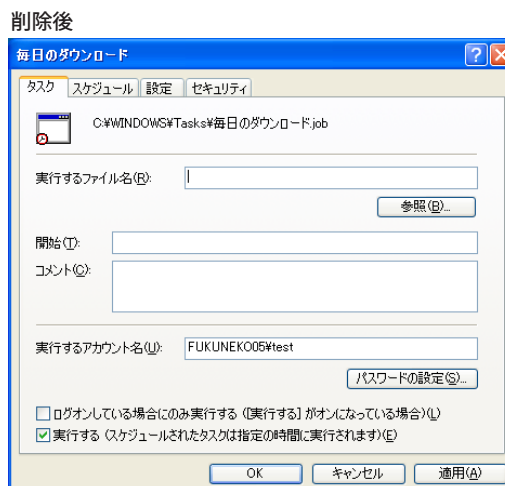 削除後
毎日のダウンロード
タスク スケジュール 設定 セキュリティ
C:¥WINDOWS¥Tasks¥毎日のダウンロード.job
実行するファイル名(R):
参照(B)...
開始(T):
コメント(C):
実行するアカウント名(U): FUKUNEKO05¥test
パスワードの設定(S)...
ログオンしている場合にのみ実行する ([実行する] がオンになっている場合)(L)
実行する (スケジュールされたタスクは指定の時間に実行されます)(E)
OK キャンセル 適用(A)